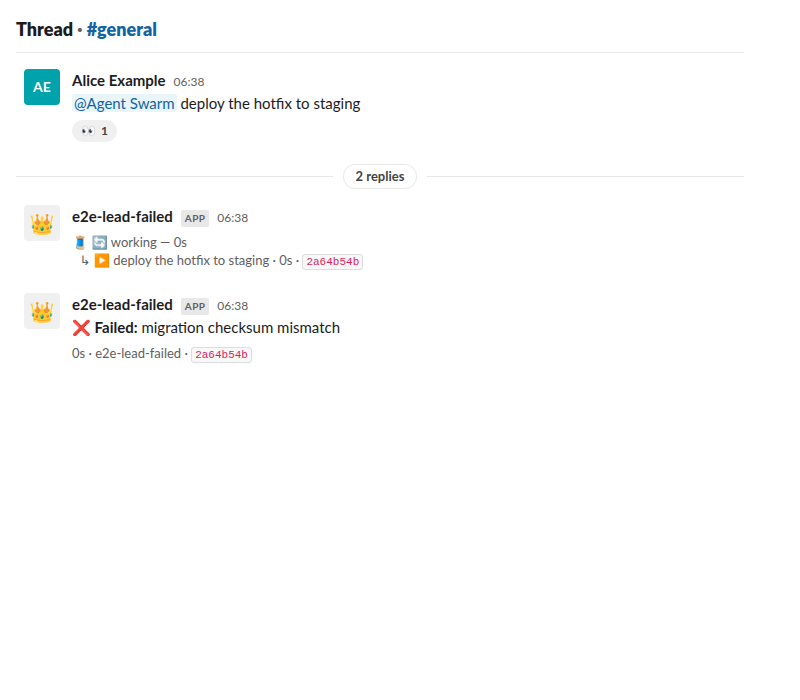 Thread • #general
AE
Alice Example 06:38
@Agent Swarm deploy the hotfix to staging
👀 1
2 replies
e2e-lead-failed APP 06:38
🧵 🔄 working — 0s
↳ ▶️ deploy the hotfix to staging · 0s · 2a64b54b
e2e-lead-failed APP 06:38
❌ Failed: migration checksum mismatch
0s · e2e-lead-failed · 2a64b54b